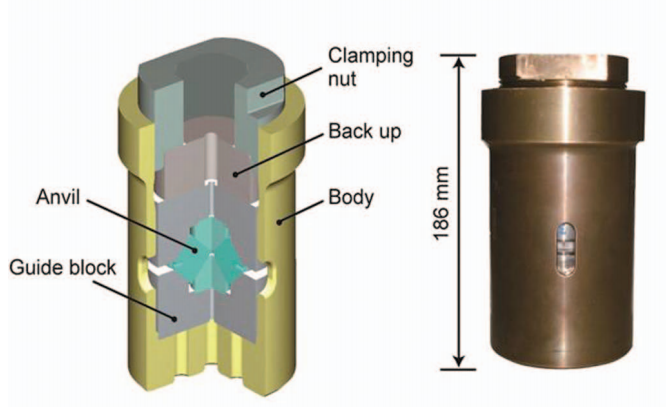 Clamping
nut
Back up
Anvil
Body
Guide block
186 mm